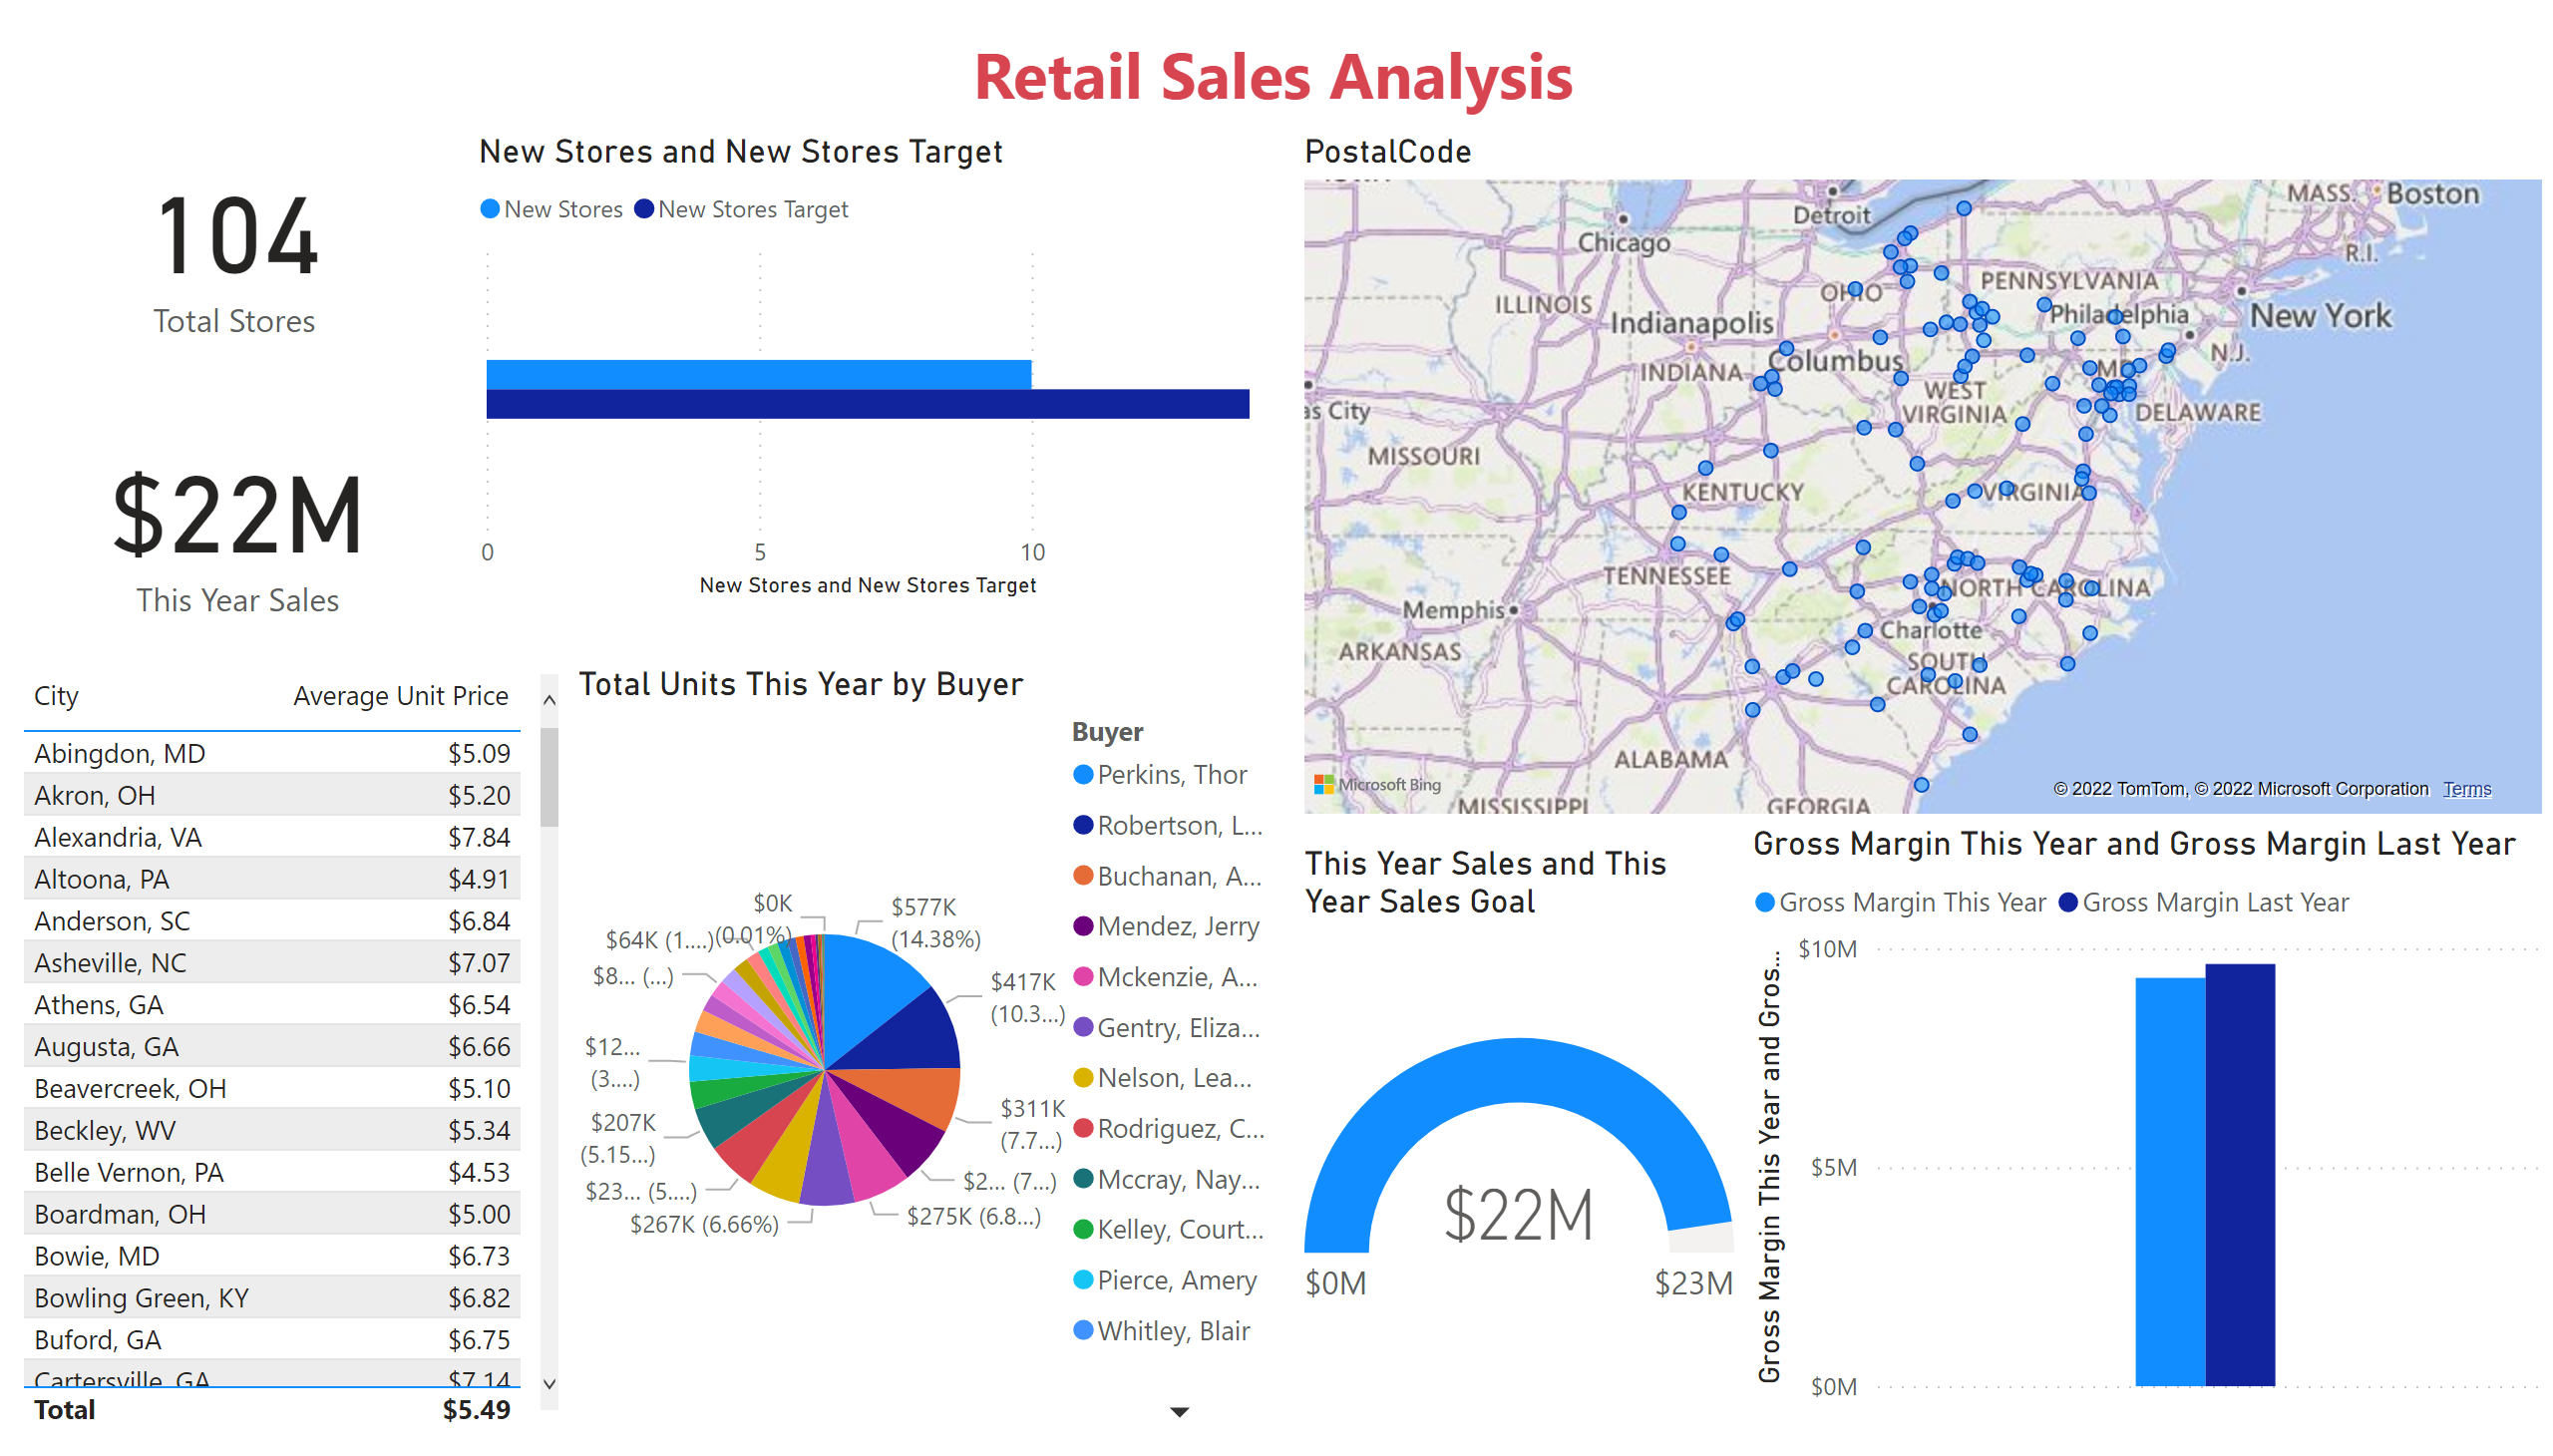 Retail Sales Analysis
104
Total Stores
$22M
This Year Sales
New Stores and New Stores Target
New Stores
New Stores Target
0
5
10
New Stores and New Stores Target
PostalCode
Detroit
MASS.
Boston
Chicago
R.I.
PENNSYLVANIA
ILLINOIS
OHIO
Indianapolis
Philadelphia
New York
Columbus
N.J.
INDIANA
MD.
WEST
VIRGINIA
DELAWARE
as City
MISSOURI
KENTUCKY
VIRGINIA
TENNESSEE
NORTH CAROLINA
Memphis
Charlotte
ARKANSAS
SOUTH
CAROLINA
ALABAMA
MISSISSIPPI
GEORGIA
Microsoft Bing
© 2022 TomTom, © 2022 Microsoft Corporation Terms
City Average Unit Price
Abingdon, MD $5.09
Akron, OH $5.20
Alexandria, VA $7.84
Altoona, PA $4.91
Anderson, SC $6.84
Asheville, NC $7.07
Athens, GA $6.54
Augusta, GA $6.66
Beavercreek, OH $5.10
Beckley, WV $5.34
Belle Vernon, PA $4.53
Boardman, OH $5.00
Bowie, MD $6.73
Bowling Green, KY $6.82
Buford, GA $6.75
Cartersville, GA $7.14
Total $5.49
Total Units This Year by Buyer
$0K
(0.01%)
$577K
(14.38%)
$417K
(10.3...)
$311K
(7.7...)
$2... (7...)
$275K (6.8...)
$267K (6.66%)
$23... (5....)
$207K
(5.15...)
$12...
(3....)
$8... (...)
$64K (1....)
Buyer
Perkins, Thor
Robertson, L...
Buchanan, A...
Mendez, Jerry
Mckenzie, A...
Gentry, Eliza...
Nelson, Lea...
Rodriguez, C...
Mccray, Nay...
Kelley, Court...
Pierce, Amery
Whitley, Blair
This Year Sales and This
Year Sales Goal
$22M
$0M
$23M
Gross Margin This Year and Gross Margin Last Year
Gross Margin This Year
Gross Margin Last Year
Gross Margin This Year and Gros...
$10M
$5M
$0M